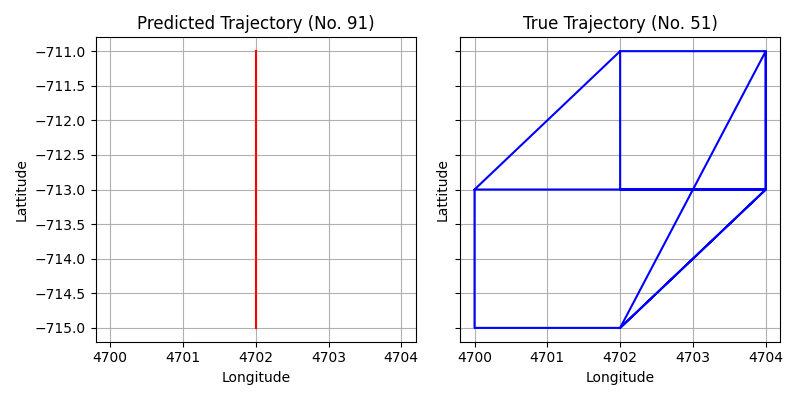 Predicted Trajectory (No. 91)
−711.0
−711.5
−712.0
−712.5
−713.0
−713.5
−714.0
−714.5
−715.0
Lattitude
4700 4701 4702 4703 4704
Longitude
True Trajectory (No. 51)
Lattitude
4700 4701 4702 4703 4704
Longitude